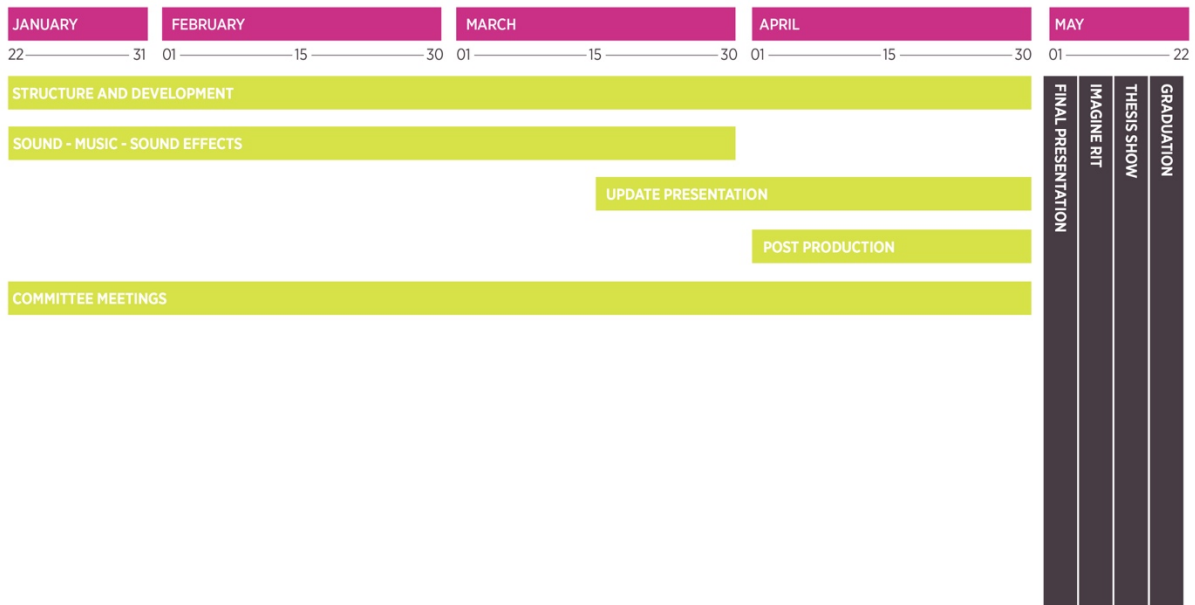 JANUARY FEBRUARY MARCH APRIL MAY
22 31 01 15 30 01 15 30 01 15 30 01 22
STRUCTURE AND DEVELOPMENT
SOUND - MUSIC - SOUND EFFECTS
UPDATE PRESENTATION
POST PRODUCTION
COMMITTEE MEETINGS
FINAL PRESENTATION
IMAGINE RIT
THESIS SHOW
GRADUATION